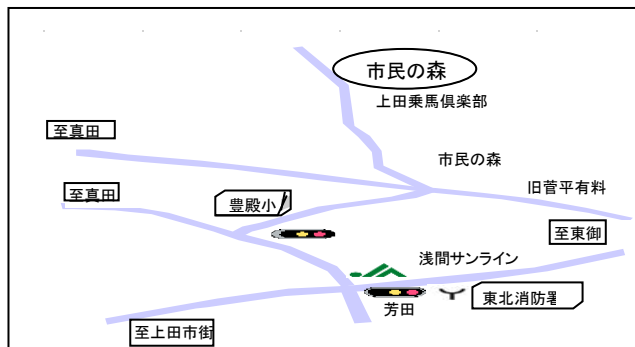 市民の森
上田乗馬倶楽部
至真田
市民の森
至真田
旧菅平有料
豊殿小
至東御
浅間サンライン
東北消防署
芳田
至上田市街